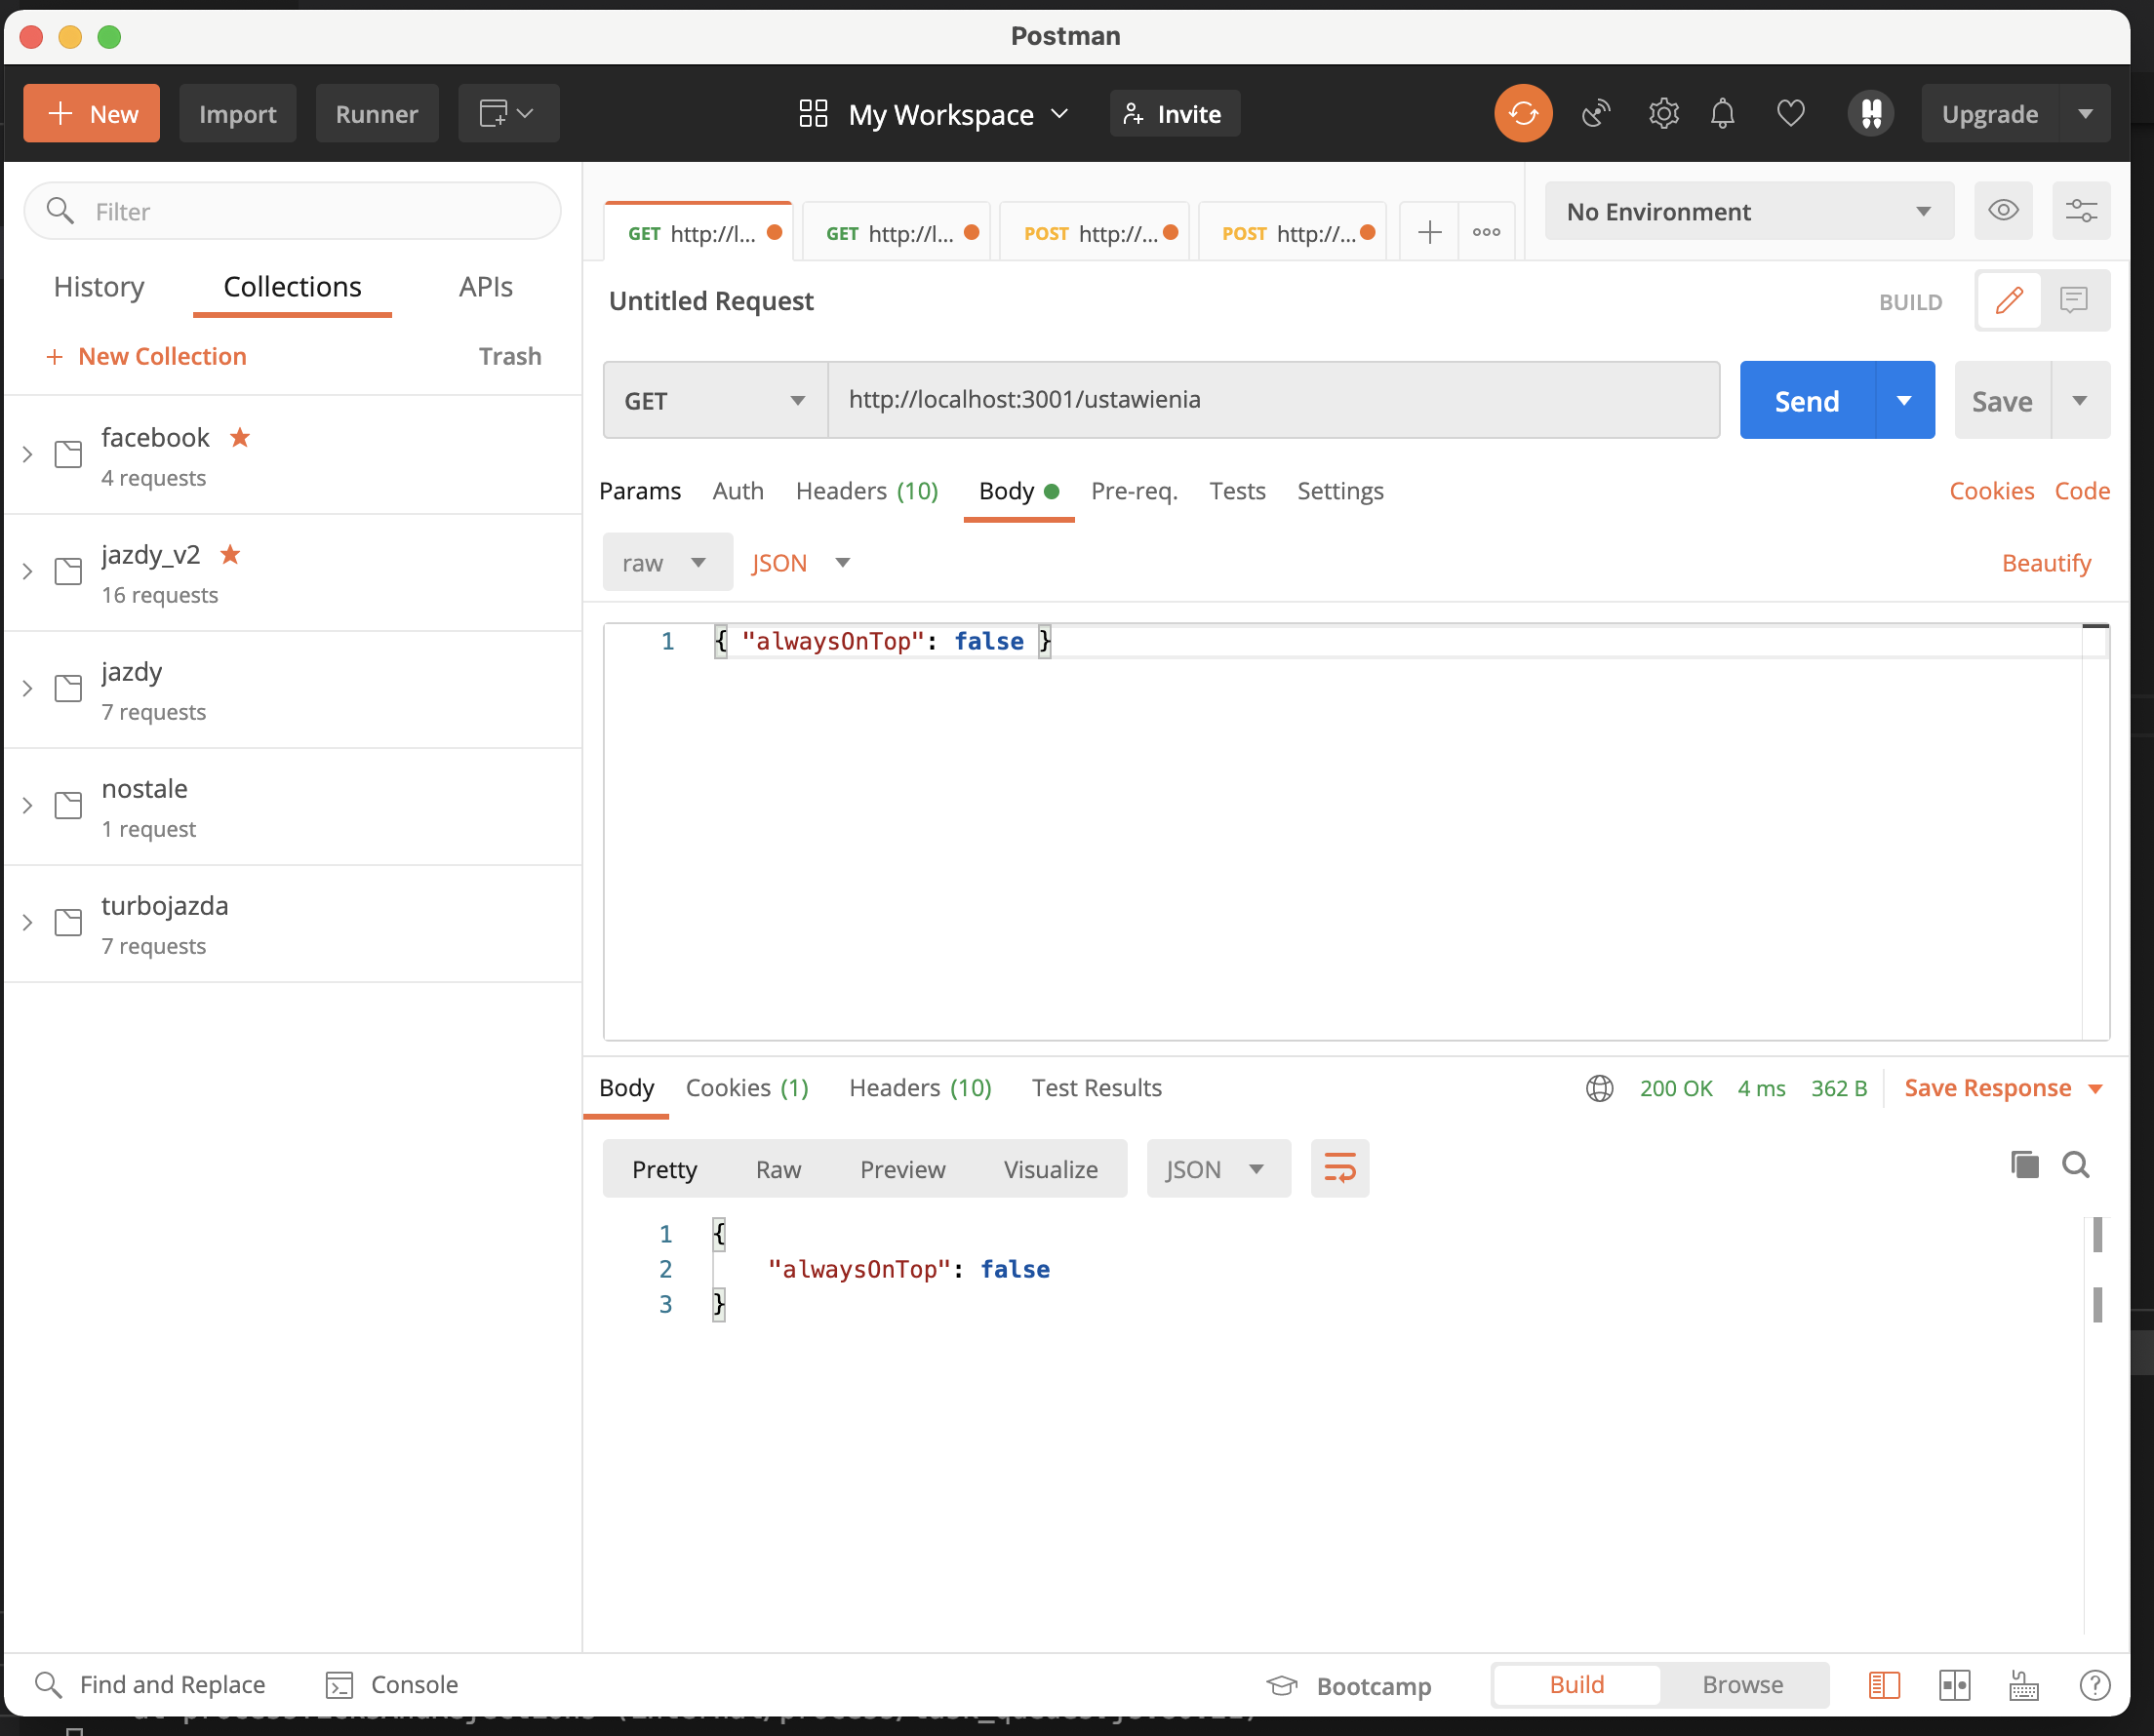 Postman
New
Import
Runner
My Workspace
Invite
Upgrade
Filter
History
Collections
APIs
+ New Collection
Trash
facebook
4 requests
jazdy_v2
16 requests
jazdy
7 requests
nostale
1 request
turbojazda
7 requests
GET http://l...
GET http://l...
POST http://...
POST http://...
No Environment
Untitled Request
BUILD
GET
http://localhost:3001/ustawienia
Send
Save
Params
Auth
Headers (10)
Body
Pre-req.
Tests
Settings
Cookies
Code
raw
JSON
Beautify
1 { "alwaysOnTop": false }
Body
Cookies (1)
Headers (10)
Test Results
200 OK
4 ms
362 B
Save Response
Pretty
Raw
Preview
Visualize
JSON
1 {
2 "alwaysOnTop": false
3 }
Find and Replace
Console
Bootcamp
Build
Browse